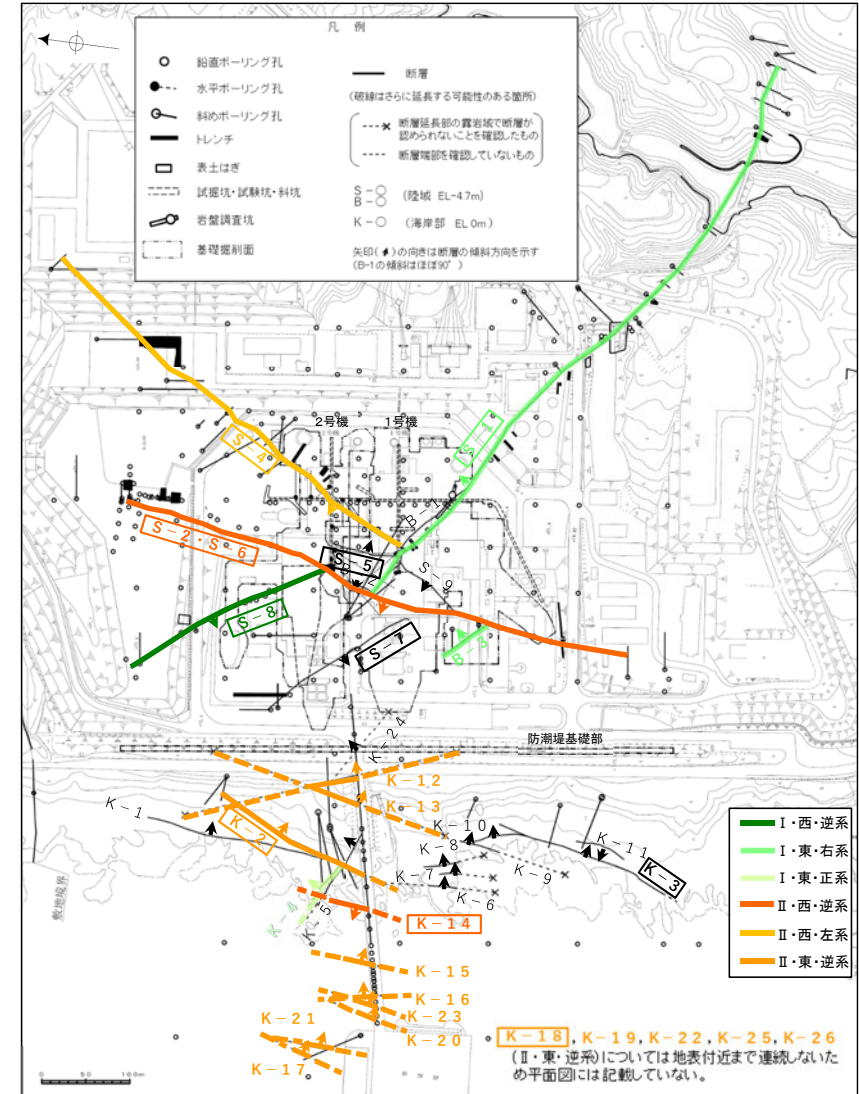 凡 例
鉛直ボーリング孔
水平ボーリング孔
斜めボーリング孔
トレンチ
表土はぎ
試掘坑・試験坑・斜坑
岩盤調査坑
基礎掘削面
断層
(破線はさらに延長する可能性のある箇所)
断層延長部の露岩域で断層が
認められないことを確認したもの
断層端部を確認していないもの
S-○
B-○
(陸域 EL-4.7m)
K-○ (海岸部 EL 0m)
矢印( )の向きは断層の傾斜方向を示す
(B-1の傾斜はほぼ90°)
2号機
1号機
S-1
S-4
B-1
S-2・S-6
S-5
B-2
S-9
S-8
S-7
B-3
K-24
防潮堤基礎部
K-12
K-13
K-1
K-2
K-10
K-8
K-11
K-7
K-9
K-3
K-6
K-4
K-5
敷地境界
K-14
K-15
K-16
K-23
K-21
K-20
K-17
Ⅰ・西・逆系
Ⅰ・東・右系
Ⅰ・東・正系
Ⅱ・西・逆系
Ⅱ・西・左系
Ⅱ・東・逆系
K-18, K-19, K-22, K-25, K-26
(Ⅱ・東・逆系)については地表付近まで連続しないた
め平面図には記載していない。
0 50 100m